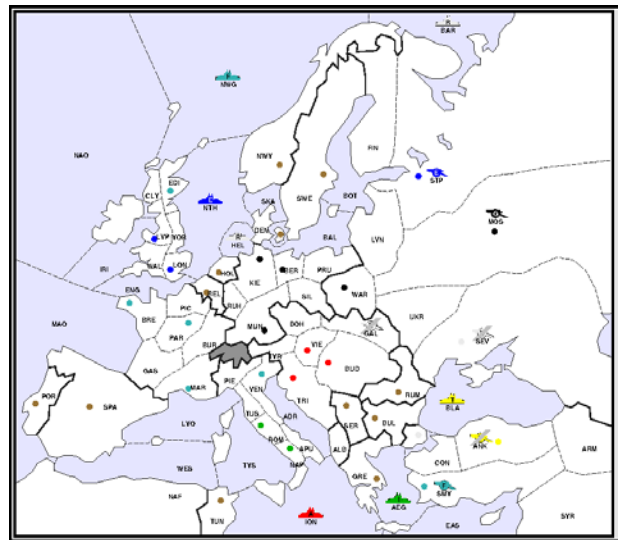 BAR
NWG
NAO
NWY
FIN
EDI
STP
CLY
SWE
BOT
NTH
SKA
MOS
LVP
YOR
DEN
HEL
BAL
LVN
IRI
WAL
LON
HOL
KIE
BER
PRU
ENG
BEL
RUH
SIL
WAR
PIC
BRE
UKR
MAO
PAR
MUN
BOH
GAL
SEV
BUR
TYR
VIE
GAS
BUD
MAR
PIE
VEN
TRI
RUM
POR
SPA
BLA
LYO
TUS
ADR
SER
BUL
ROM
APU
ANK
WES
TYS
NAP
ALB
CON
ARM
GRE
SMY
NAF
TUN
ION
AEG
EAS
SYR